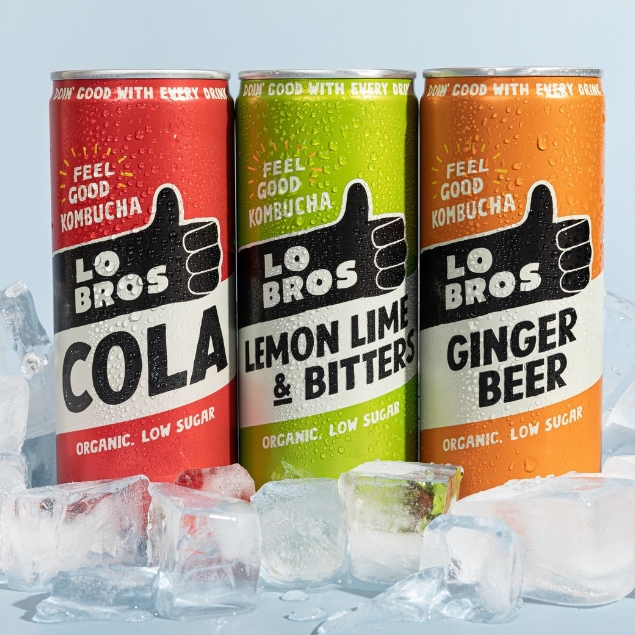 DOIN' GOOD WITH EVERY DRINK
FEEL
GOOD
KOMBUCHA
LO
BROS
COLA
ORGANIC. LOW SUGAR
DOIN' GOOD WITH EVERY DRINK
FEEL
GOOD
KOMBUCHA
LO
BROS
LEMON LIME
& BITTERS
ORGANIC. LOW SUGAR
DOIN' GOOD WITH EVERY DRINK
FEEL
GOOD
KOMBUCHA
LO
BROS
GINGER
BEER
ORGANIC. LOW SUGAR